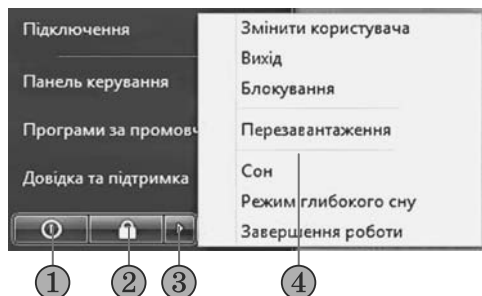 Підключення
Панель керування
Програми за промовч
Довідка та підтримка
Змінити користувача
Вихід
Блокування
Перезавантаження
Сон
Режим глибокого сну
Завершення роботи
1
2
3
4